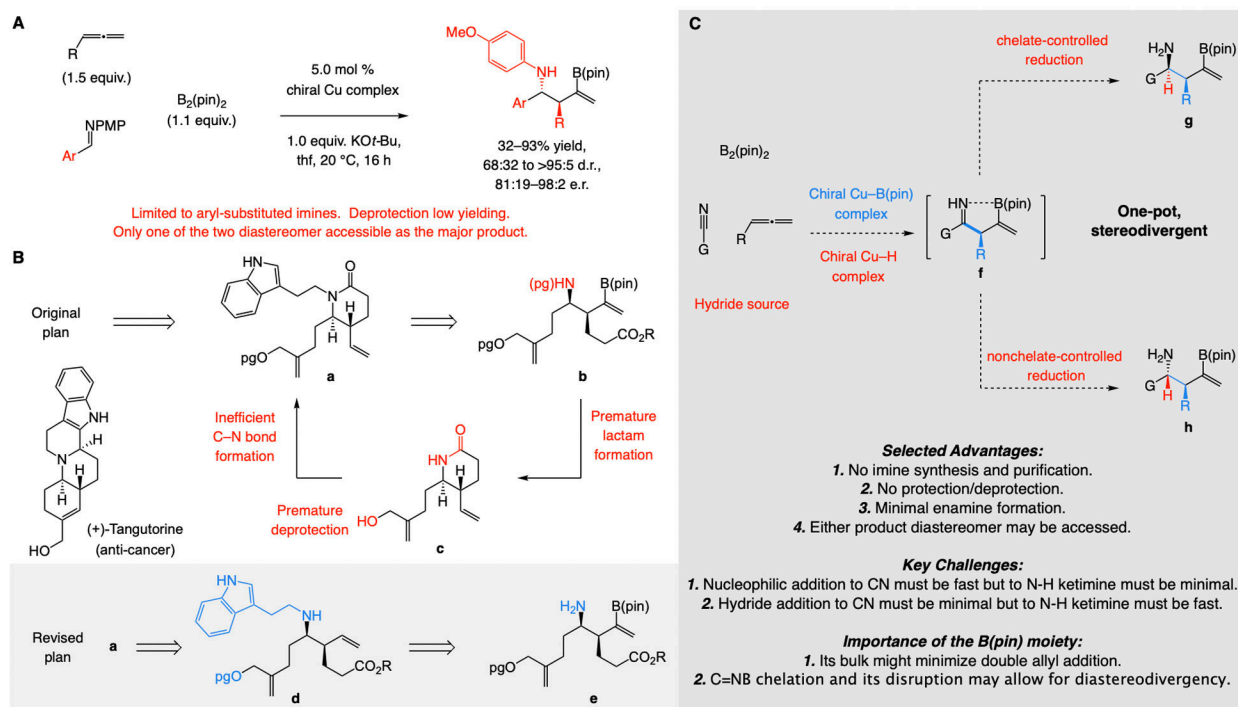 A
R
(1.5 equiv.)
NPMP
Ar
B2(pin)2
(1.1 equiv.)
5.0 mol %
chiral Cu complex
1.0 equiv. KOt-Bu,
thf, 20 °C, 16 h
MeO
NH
B(pin)
Ar
R
32–93% yield,
68:32 to >95:5 d.r.,
81:19–98:2 e.r.
Limited to aryl-substituted imines. Deprotection low yielding.
Only one of the two diastereomer accessible as the major product.
B
Original
plan
HN
O
N
H
H
pgO
a
(pg)HN
B(pin)
CO2R
pgO
b
Inefficient
C–N bond
formation
Premature
lactam
formation
Premature
deprotection
O
HN
H
H
HO
c
NH
H
N
H
H
HO
(+)-Tangutorine
(anti-cancer)
Revised
plan
a
HN
NH
CO2R
pgO
d
H2N
B(pin)
CO2R
pgO
e
C
B2(pin)2
N
C
G
R
Hydride source
Chiral Cu–B(pin)
complex
Chiral Cu–H
complex
HN
B(pin)
G
R
f
One-pot,
stereodivergent
chelate-controlled
reduction
H2N
B(pin)
G
H
R
g
nonchelate-controlled
reduction
H2N
B(pin)
G
H
R
h
Selected Advantages:
1. No imine synthesis and purification.
2. No protection/deprotection.
3. Minimal enamine formation.
4. Either product diastereomer may be accessed.
Key Challenges:
1. Nucleophilic addition to CN must be fast but to N-H ketimine must be minimal.
2. Hydride addition to CN must be minimal but to N-H ketimine must be fast.
Importance of the B(pin) moiety:
1. Its bulk might minimize double allyl addition.
2. C=NB chelation and its disruption may allow for diastereodivergency.